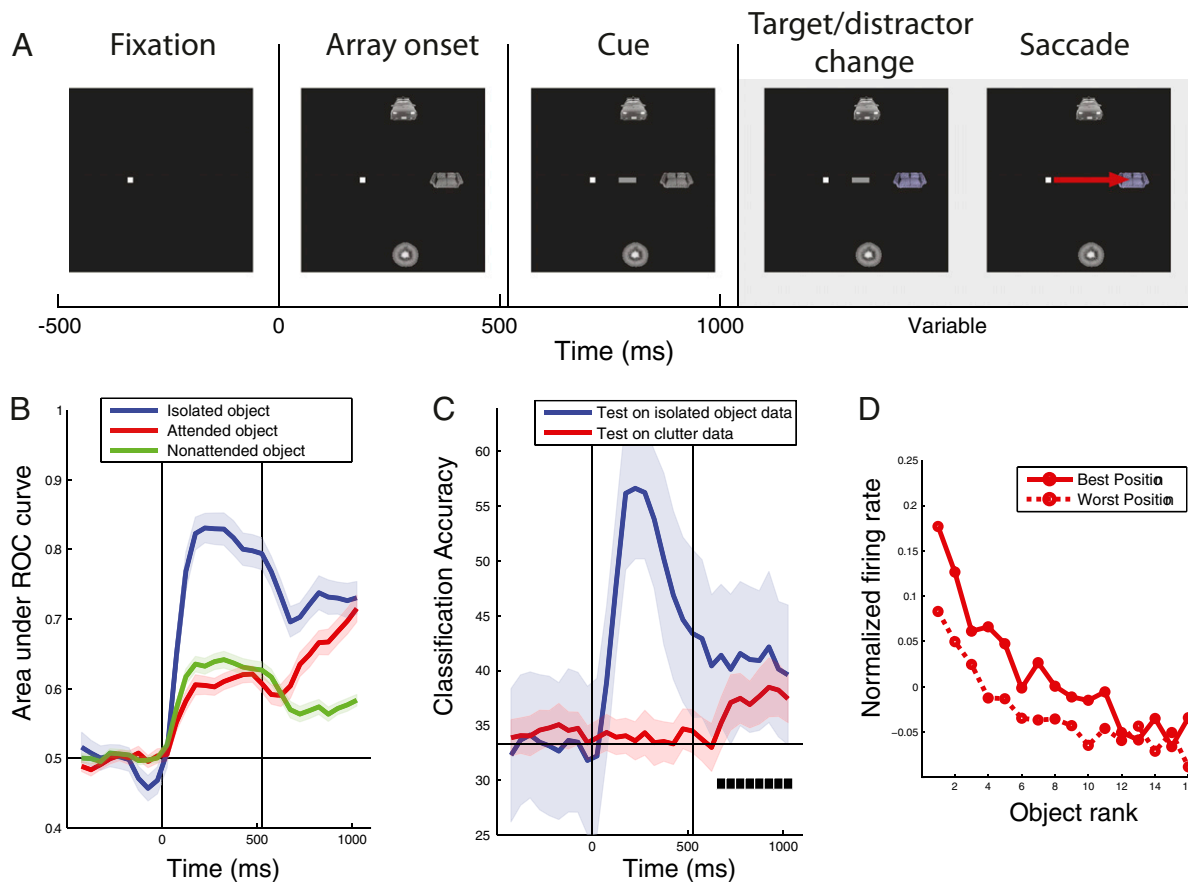 A
Fixation
Array onset
Cue
Target/distractor
change
Saccade
-500
0
500
1000
Variable
Time (ms)
B
Isolated object
Attended object
Nonattended object
Area under ROC curve
1
0.9
0.8
0.7
0.6
0.5
0.4
0
500
1000
Time (ms)
C
Test on isolated object data
Test on clutter data
Classification Accuracy
60
55
50
45
40
35
30
25
0
500
1000
Time (ms)
D
Best Position
Worst Position
Normalized firing rate
0.25
0.2
0.15
0.1
0.05
0
−0.05
2
4
6
8
10
12
14
1
Object rank